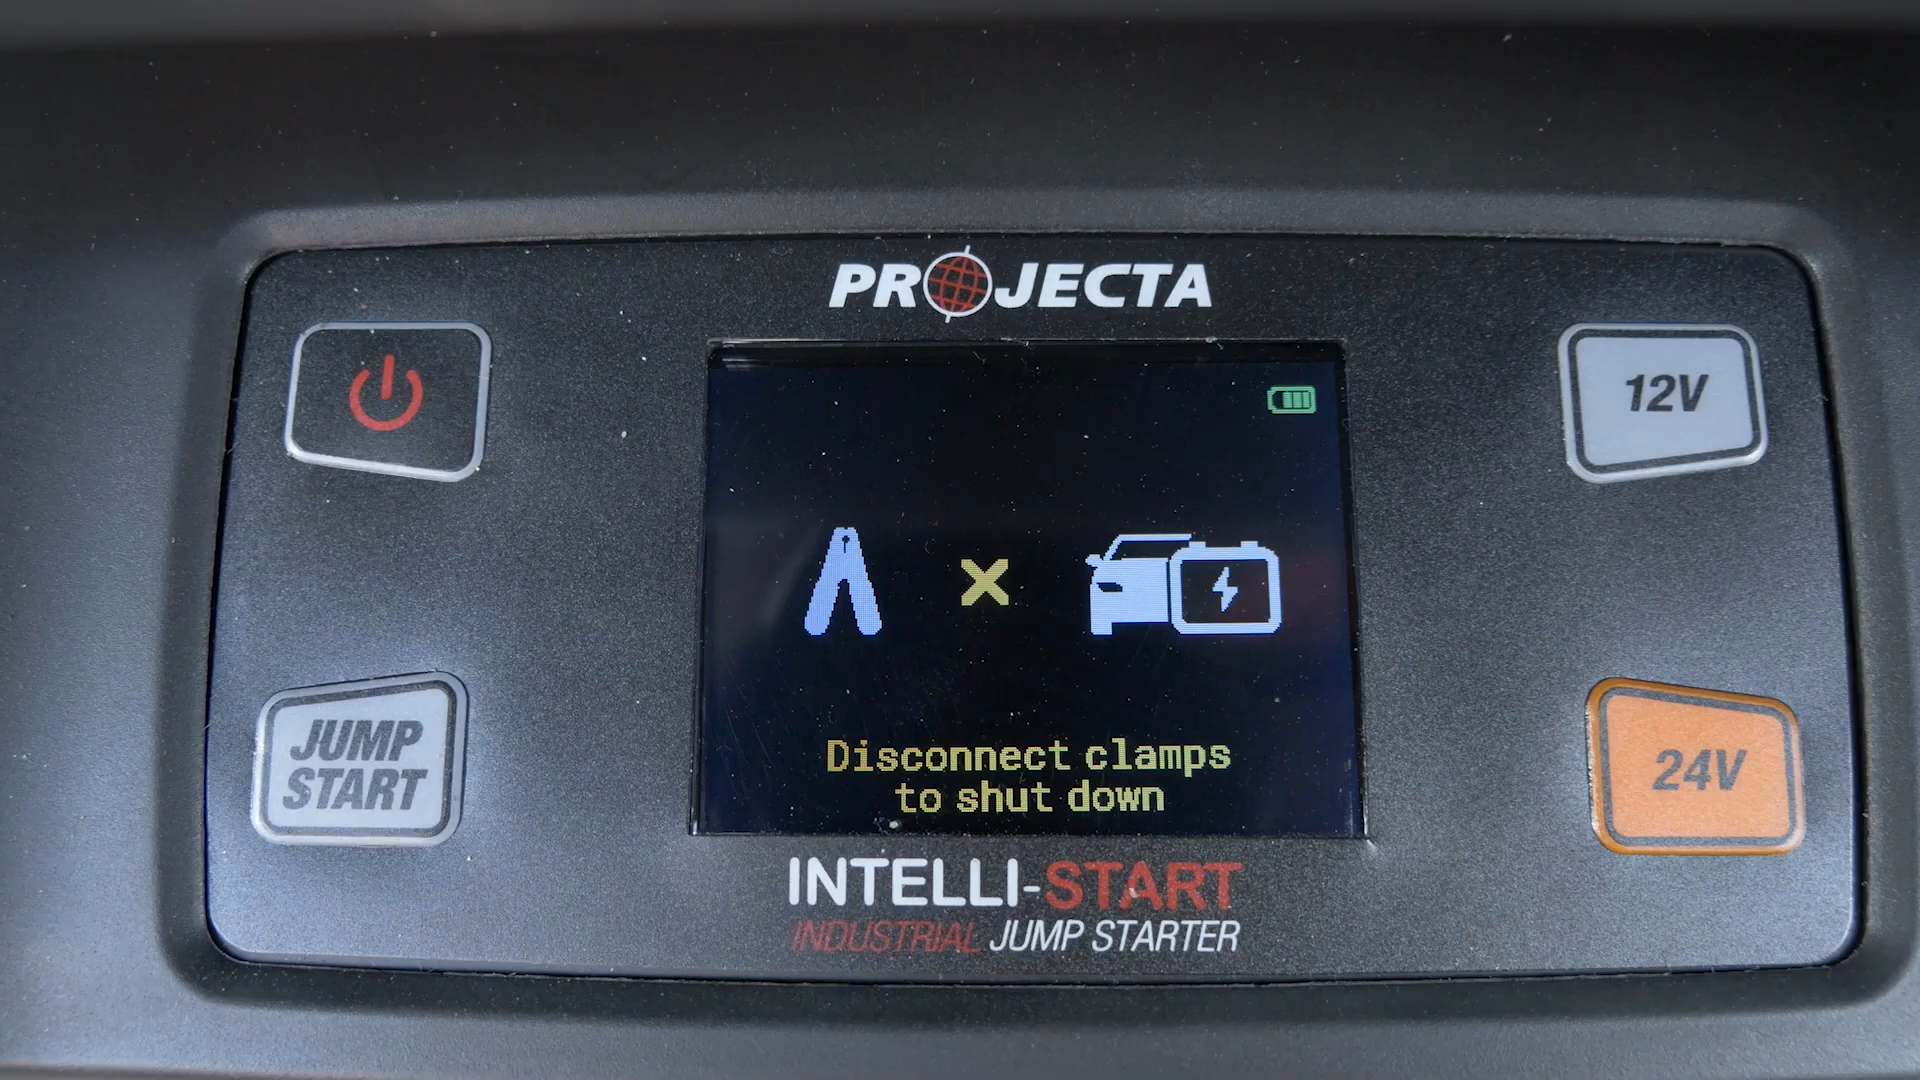 PROJECTA
12V
JUMP
START
24V
Disconnect clamps
to shut down
INTELLI-START
INDUSTRIAL JUMP STARTER